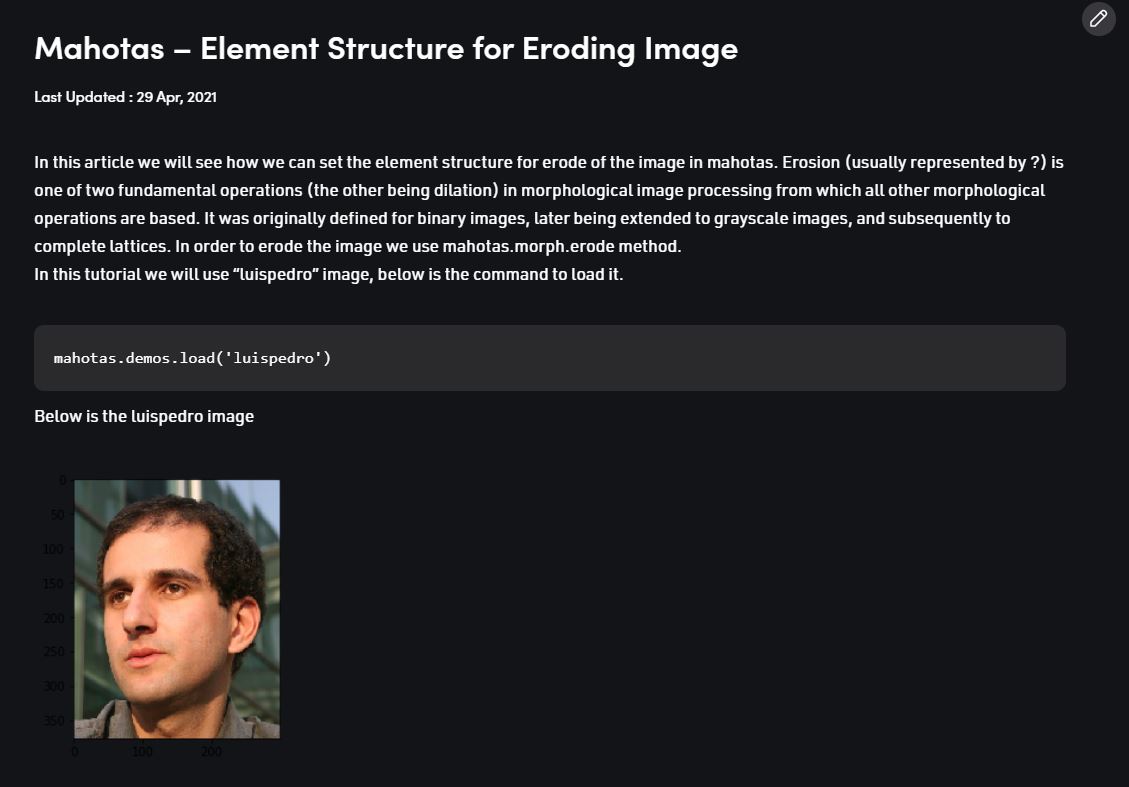 Mahotas – Element Structure for Eroding Image
Last Updated : 29 Apr, 2021
In this article we will see how we can set the element structure for erode of the image in mahotas. Erosion (usually represented by ?) is
one of two fundamental operations (the other being dilation) in morphological image processing from which all other morphological
operations are based. It was originally defined for binary images, later being extended to grayscale images, and subsequently to
complete lattices. In order to erode the image we use mahotas.morph.erode method.
In this tutorial we will use “luispedro” image, below is the command to load it.
mahotas.demos.load('luispedro')
Below is the luispedro image
0
50
100
150
200
250
300
350
0 100 200